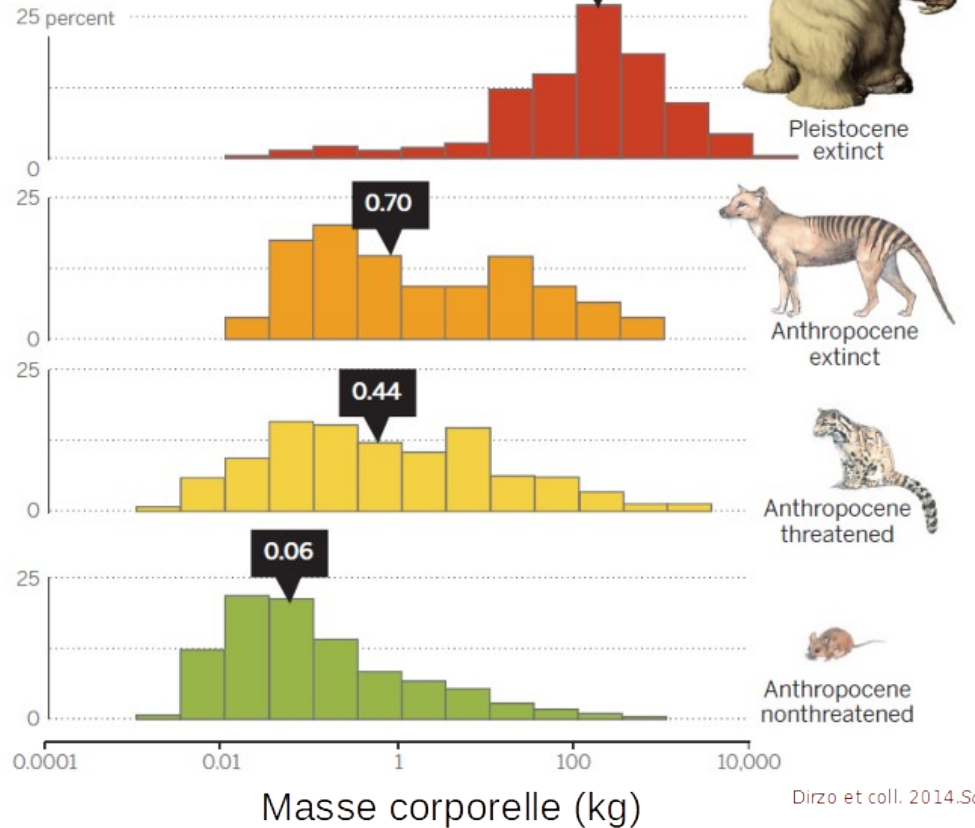 25 percent
Pleistocene
extinct
0
25
0.70
Anthropocene
extinct
0
25
0.44
Anthropocene
threatened
0
0.06
25
Anthropocene
nonthreatened
0
0.0001 0.01 1 100 10,000
Masse corporelle (kg)
Dirzo et coll. 2014.